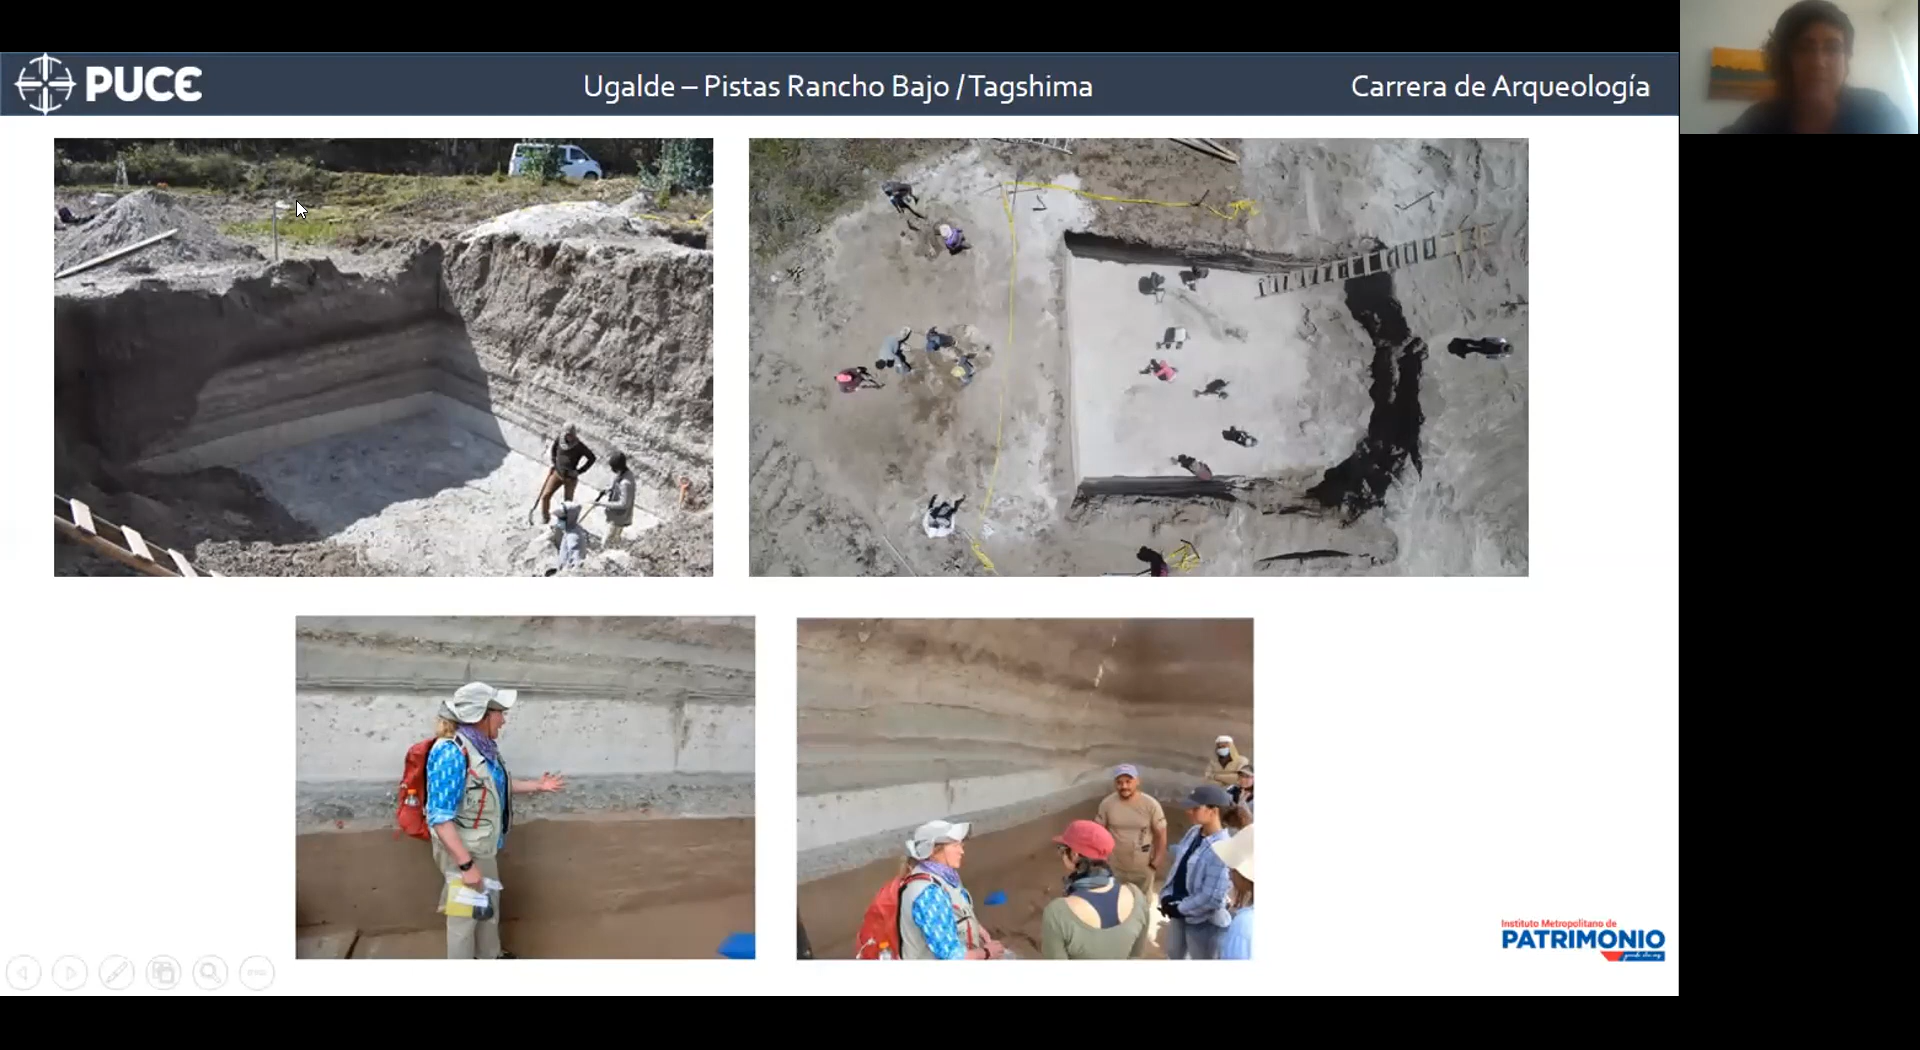 PUCE
Ugalde – Pistas Rancho Bajo / Tagshima
Carrera de Arqueología
Instituto Metropolitano de
PATRIMONIO